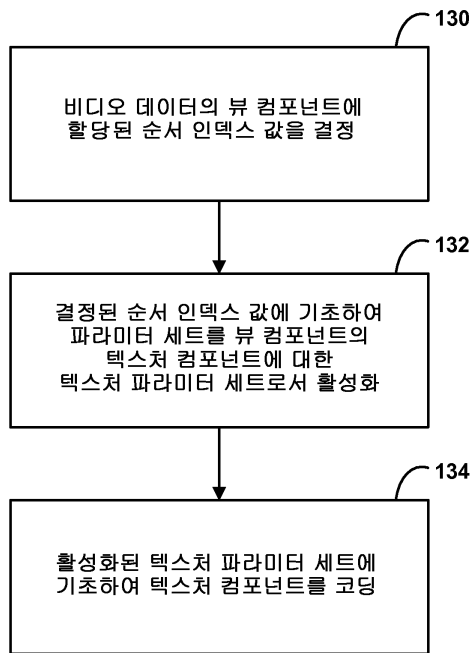 130
비디오 데이터의 뷰 컴포넌트에
할당된 순서 인덱스 값을 결정
132
결정된 순서 인덱스 값에 기초하여
파라미터 세트를 뷰 컴포넌트의
텍스처 컴포넌트에 대한
텍스처 파라미터 세트로서 활성화
134
활성화된 텍스처 파라미터 세트에
기초하여 텍스처 컴포넌트를 코딩